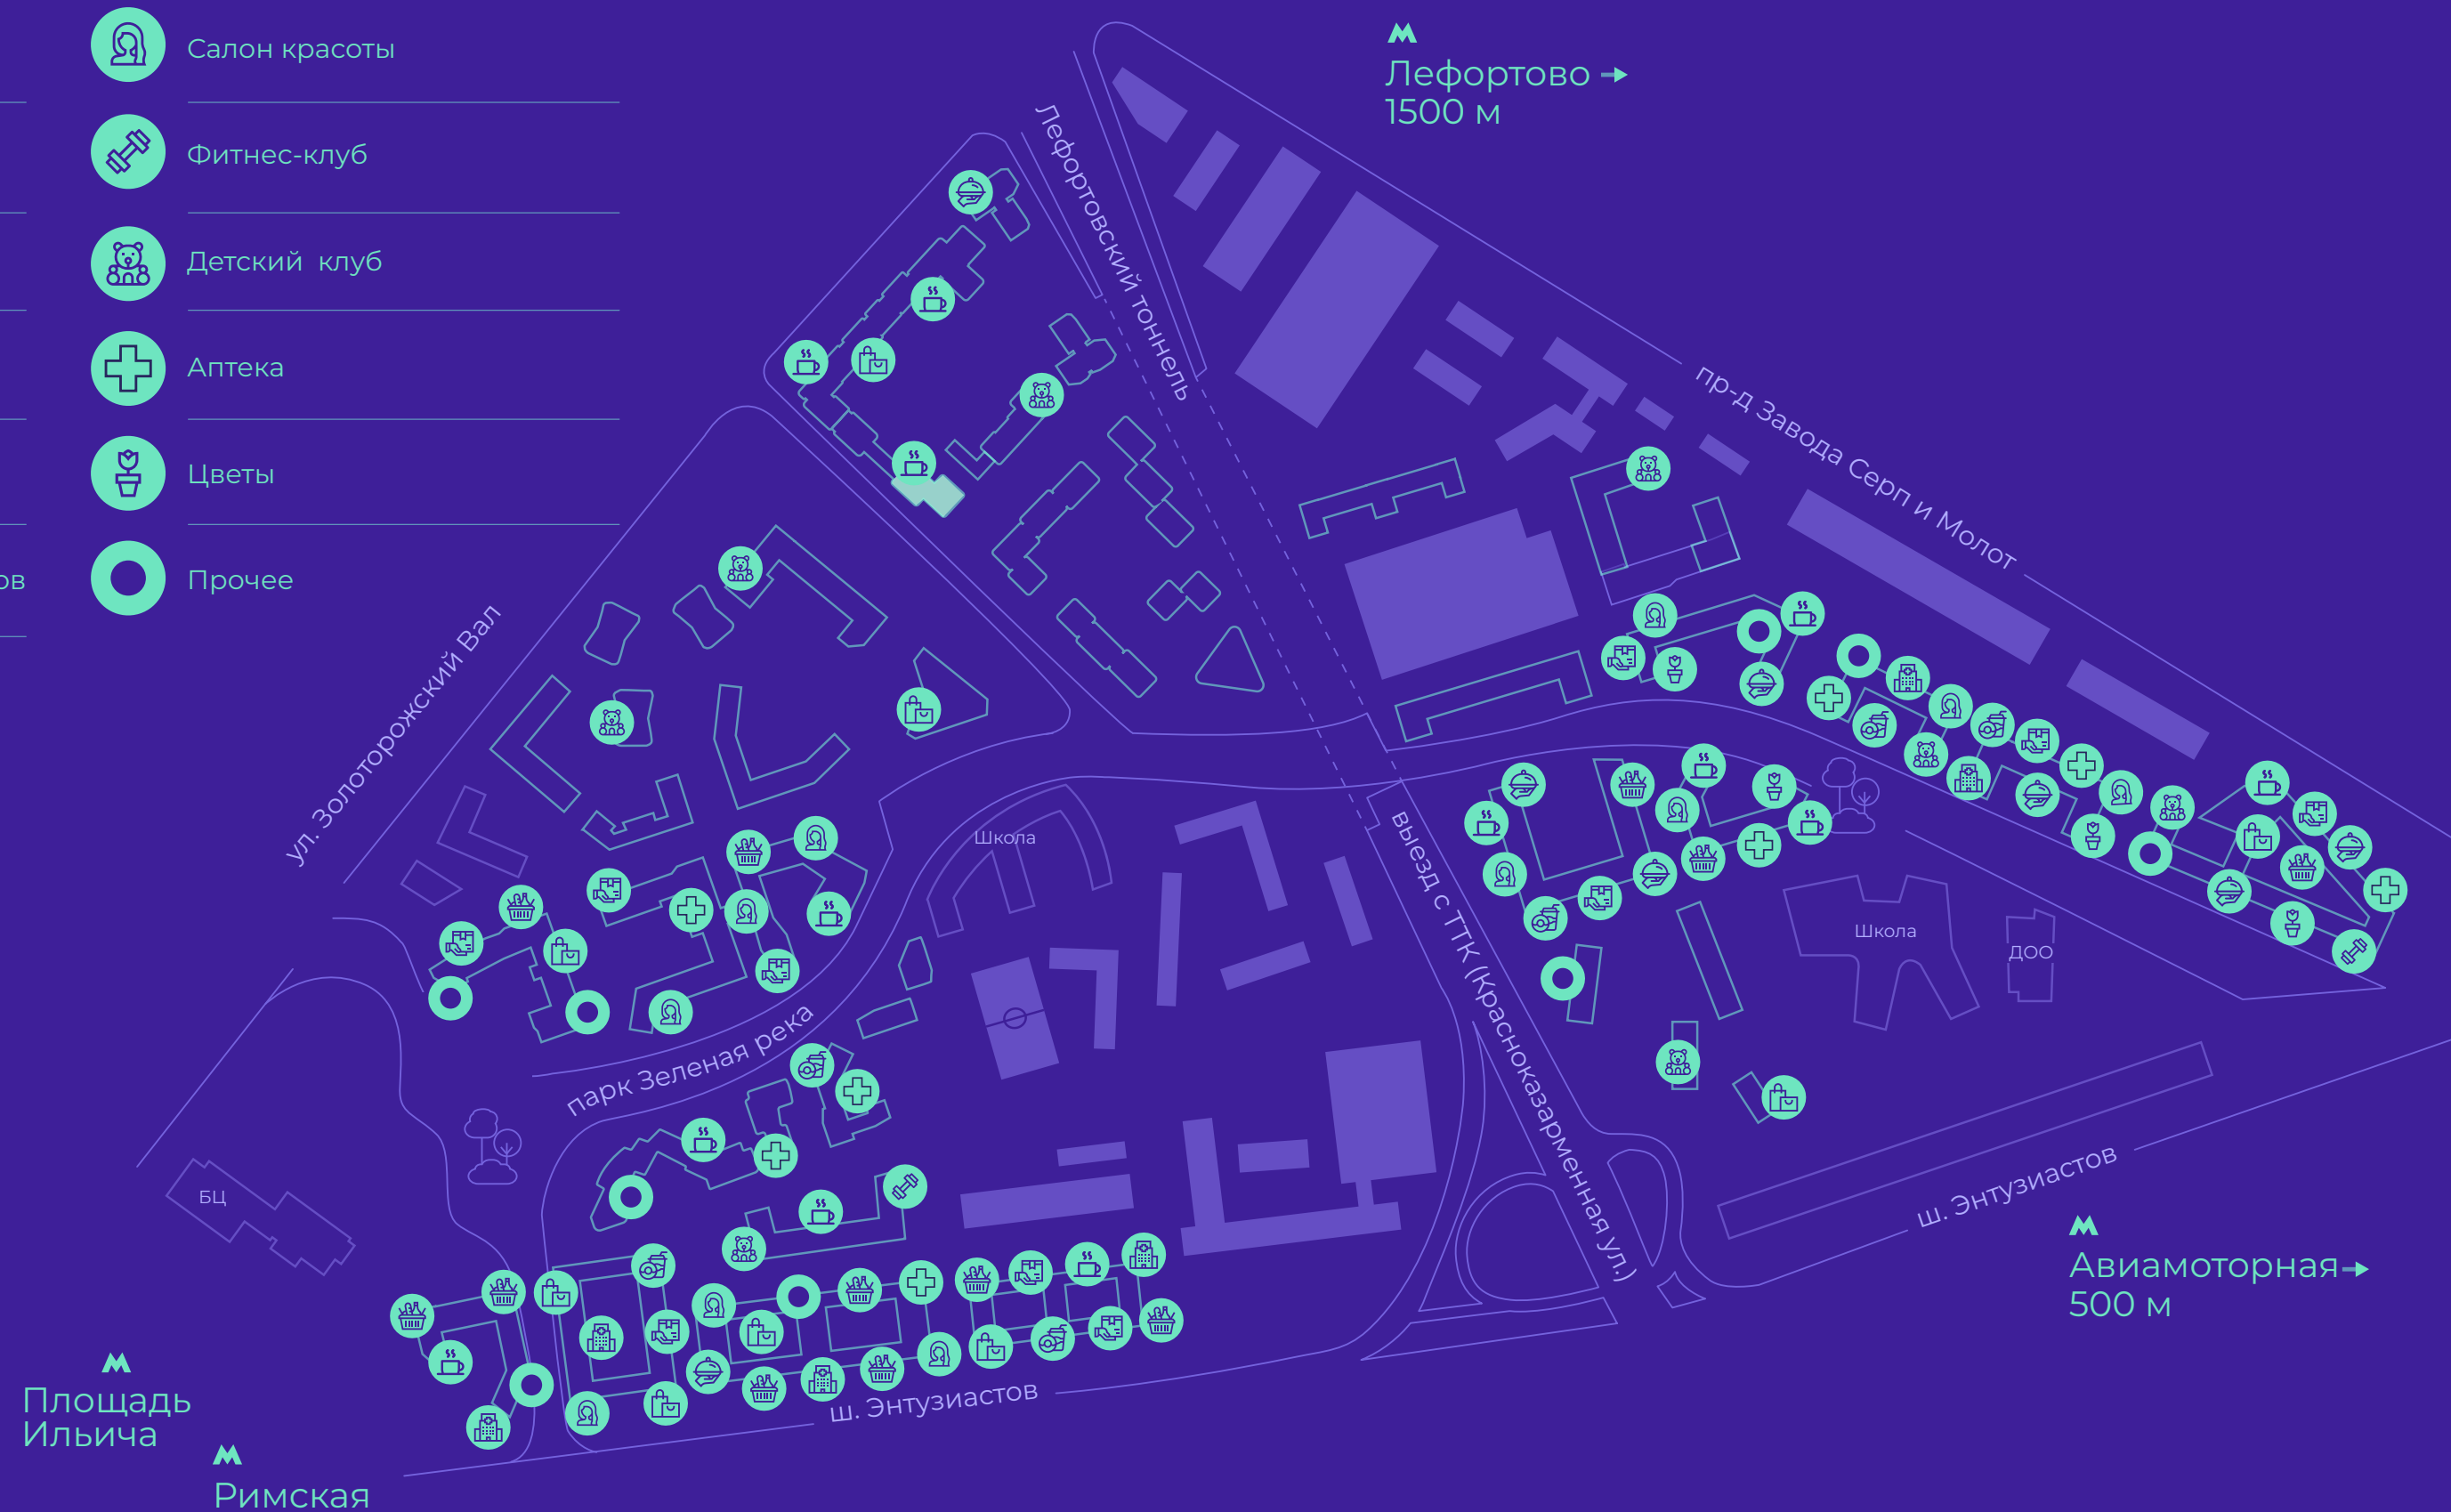 Салон красоты
Фитнес-клуб
Детский клуб
Аптека
Цветы
ов
Прочее
Лефортово
1500 м
Лефортовский тоннель
пр-д Завода Серп и Молот
ул. Золоторожский Вал
Школа
выезд с ТТК (Красноказарменная ул.)
Школа
ДОО
парк Зеленая река
БЦ
ш. Энтузиастов
Авиамоторная
500 м
ш. Энтузиастов
Площадь
Ильича
Римская